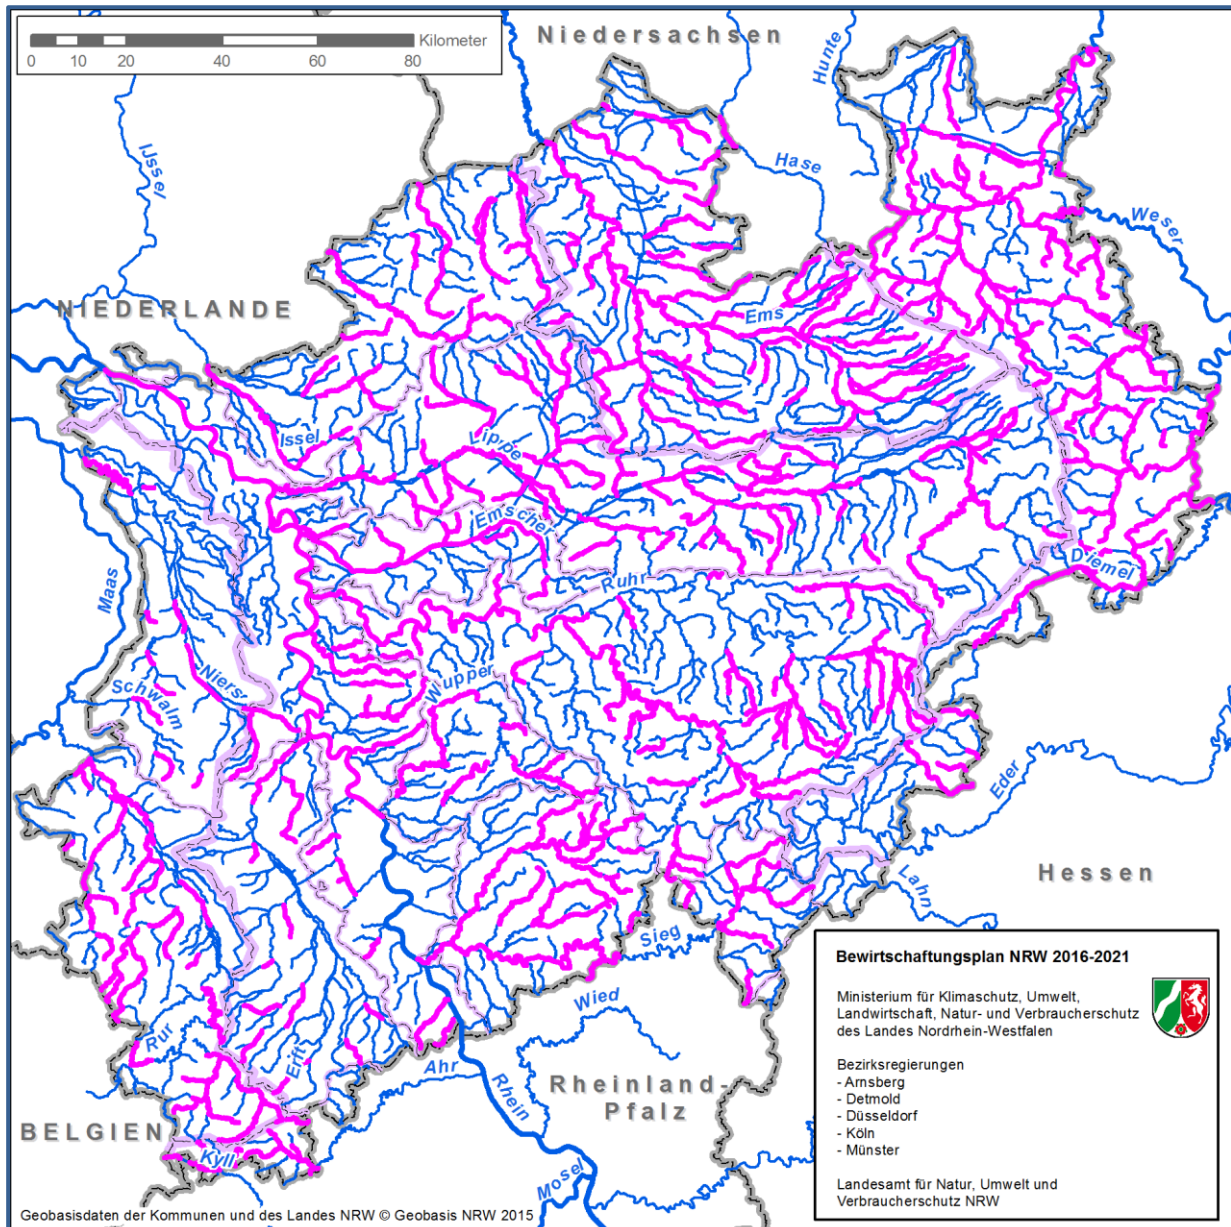 Kilometer
0 10 20 40 60 80
Niedersachsen
Hunte
IJssel
Hase
Weser
NIEDERLANDE
Ems
Issel
Lippe
Emscher
Ruhr
Diemel
Maas
Niers
Schwalm
Wupper
Eder
Hessen
Lahn
Sieg
Wied
Rur
Erft
Ahr
Rhein
Rheinland-
Pfalz
BELGIEN
Kyll
Mosel
Bewirtschaftungsplan NRW 2016-2021
Ministerium für Klimaschutz, Umwelt,
Landwirtschaft, Natur- und Verbraucherschutz
des Landes Nordrhein-Westfalen
Bezirksregierungen
- Arnsberg
- Detmold
- Düsseldorf
- Köln
- Münster
Landesamt für Natur, Umwelt und
Verbraucherschutz NRW
Geobasisdaten der Kommunen und des Landes NRW © Geobasis NRW 2015